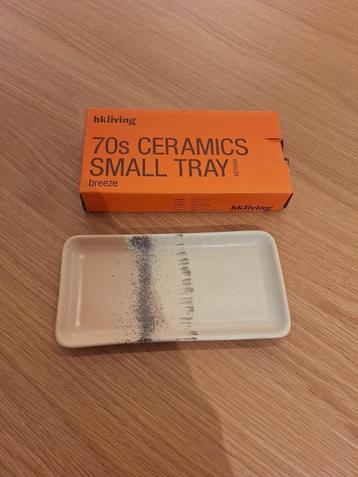 hkliving
70s CERAMICS
SMALL TRAY
breeze
hkliving